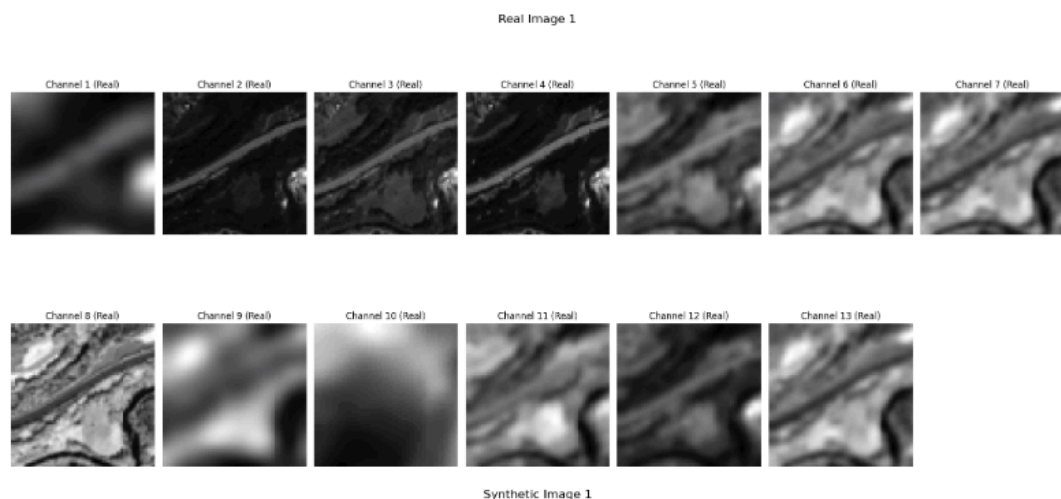 Real Image 1
Channel 1 (Real) Channel 2 (Real) Channel 3 (Real) Channel 4 (Real) Channel 5 (Real) Channel 6 (Real) Channel 7 (Real)
Channel 8 (Real) Channel 9 (Real) Channel 10 (Real) Channel 11 (Real) Channel 12 (Real) Channel 13 (Real)
Synthetic Image 1